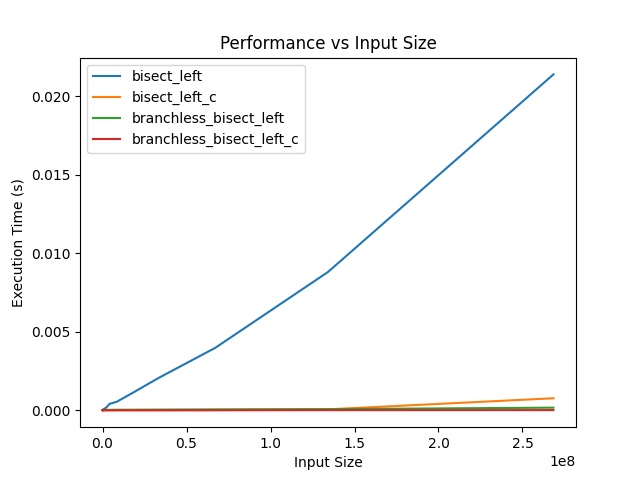 Performance vs Input Size
bisect_left
bisect_left_c
branchless_bisect_left
branchless_bisect_left_c
Execution Time (s)
0.020
0.015
0.010
0.005
0.000
0.0 0.5 1.0 1.5 2.0 2.5
1e8
Input Size